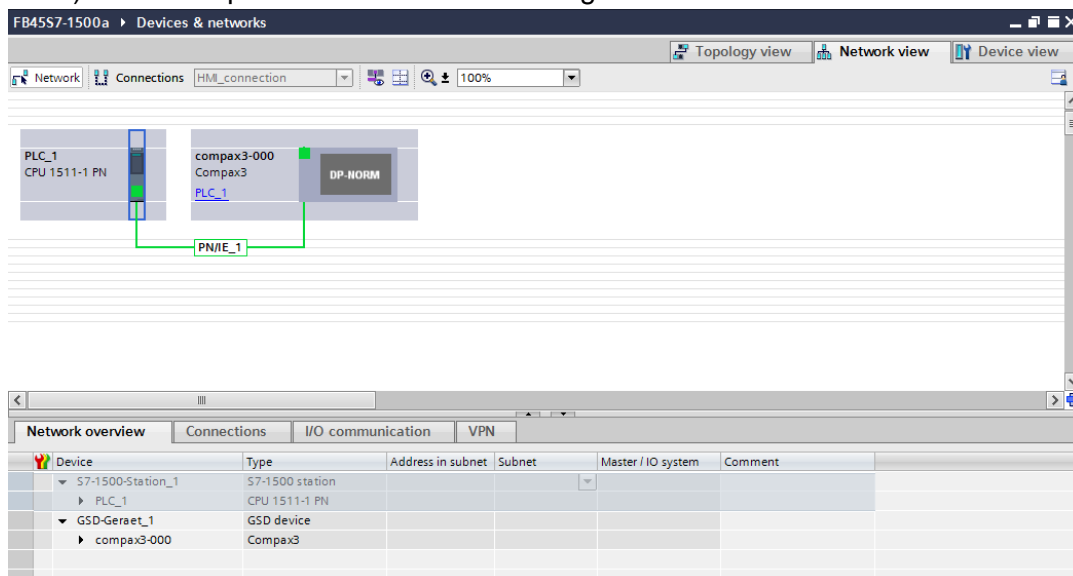 FB45S7-1500a ▸ Devices & networks
Topology view Network view Device view
Network Connections HMI_connection 100%
PLC_1
CPU 1511-1 PN
compax3-000
Compax3
PLC_1
DP-NORM
PN/IE_1
Network overview Connections I/O communication VPN
Device Type Address in subnet Subnet Master / IO system Comment
S7-1500-Station_1 S7-1500 station
PLC_1 CPU 1511-1 PN
GSD-Geraet_1 GSD device
compax3-000 Compax3